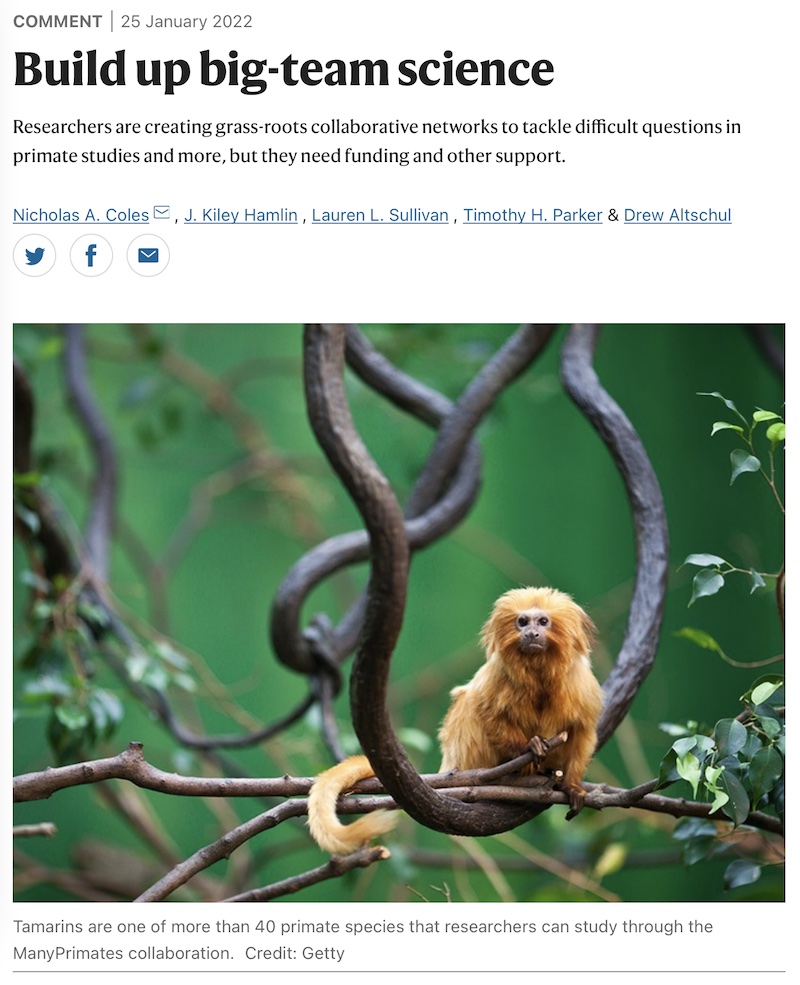 COMMENT | 25 January 2022
Build up big-team science
Researchers are creating grass-roots collaborative networks to tackle difficult questions in
primate studies and more, but they need funding and other support.
Nicholas A. Coles , J. Kiley Hamlin , Lauren L. Sullivan , Timothy H. Parker & Drew Altschul
Tamarins are one of more than 40 primate species that researchers can study through the
ManyPrimates collaboration. Credit: Getty